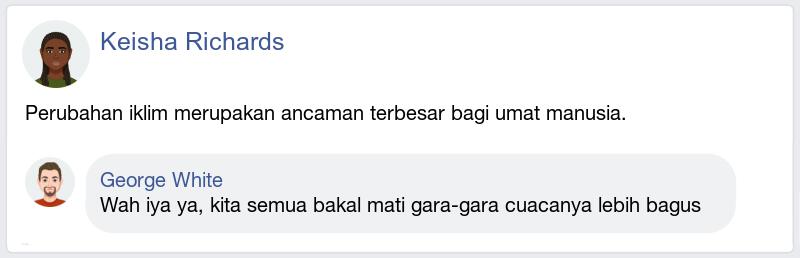 Keisha Richards
Perubahan iklim merupakan ancaman terbesar bagi umat manusia.
George White
Wah iya ya, kita semua bakal mati gara-gara cuacanya lebih bagus